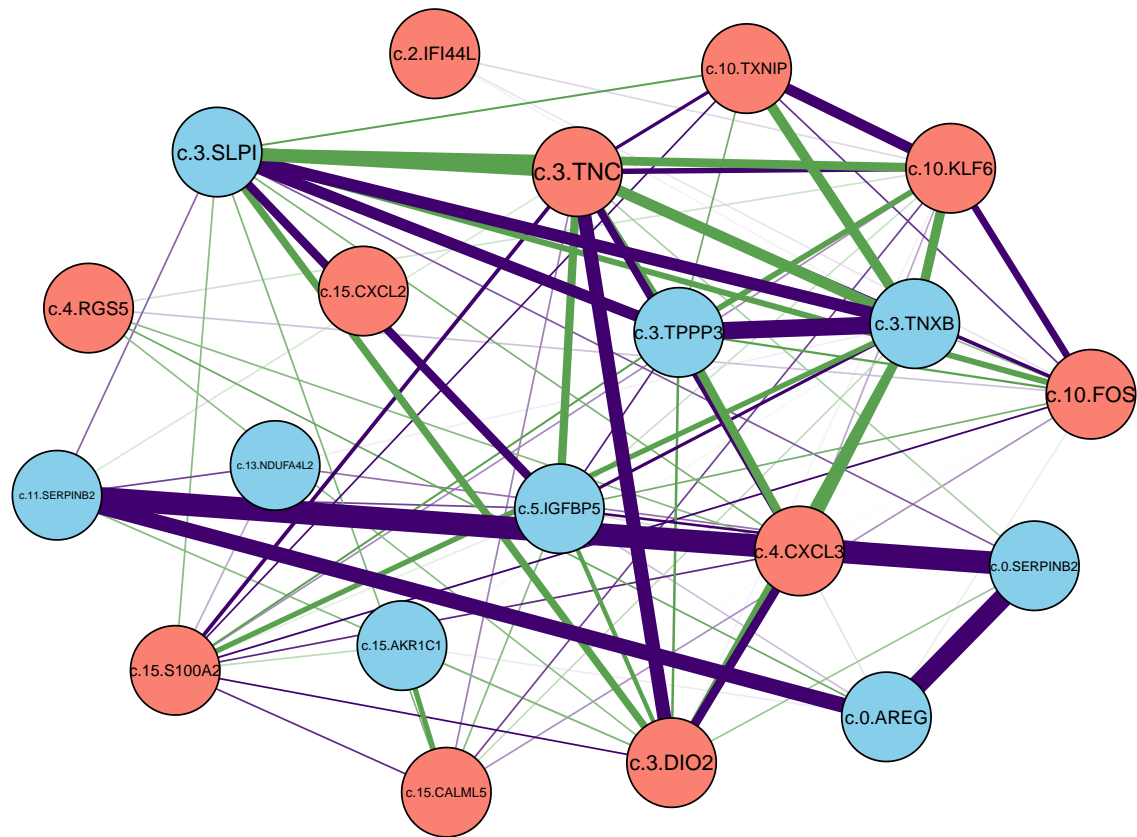 c.2.IFI44L
c.10.TXNIP
c.3.SLPI
c.3.TNC
c.10.KLF6
c.15.CXCL2
c.4.RGS5
c.3.TPPP3
c.3.TNXB
c.10.FOS
c.13.NDUFA4L2
c.11.SERPINB2
c.5.IGFBP5
c.4.CXCL3
c.0.SERPINB2
c.15.AKR1C1
c.15.S100A2
c.0.AREG
c.3.DIO2
c.15.CALML5